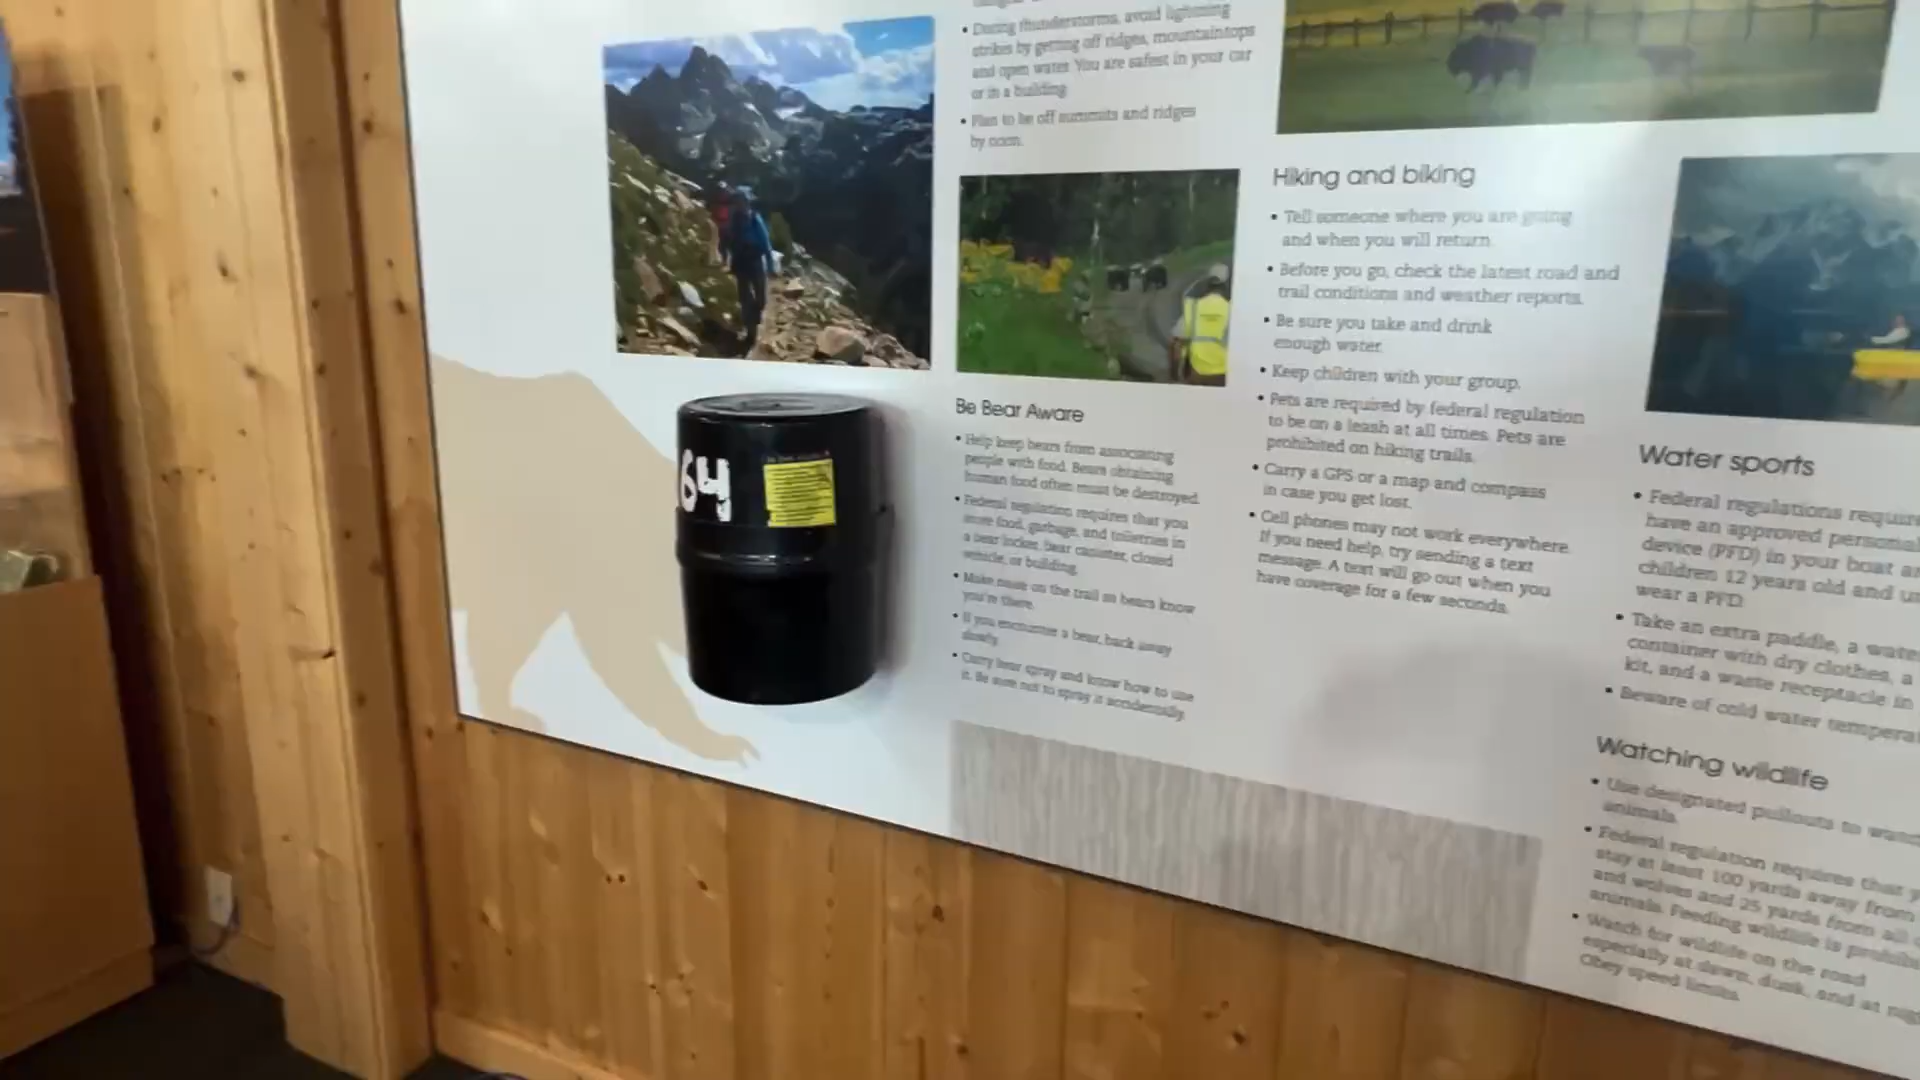 • During thunderstorms, avoid lightning
strikes by getting off ridges, mountaintops
and open water. You are safest in your car
or in a building.
• Plan to be off summits and ridges
by noon.
64
Be Bear Aware
• Help keep bears from associating
people with food. Bears obtaining
human food often must be destroyed.
• Federal regulation requires that you
store food, garbage, and toiletries in
a bear locker, bear canister, closed
vehicle, or building.
• Make noise on the trail so bears know
you're there.
• If you encounter a bear, back away
slowly.
• Carry bear spray and know how to use
it. Be sure not to spray it accidentally.
Hiking and biking
• Tell someone where you are going
and when you will return.
• Before you go, check the latest road and
trail conditions and weather reports.
• Be sure you take and drink
enough water.
• Keep children with your group.
• Pets are required by federal regulation
to be on a leash at all times. Pets are
prohibited on hiking trails.
• Carry a GPS or a map and compass
in case you get lost.
• Cell phones may not work everywhere.
If you need help, try sending a text
message. A text will go out when you
have coverage for a few seconds.
Water sports
• Federal regulations require
have an approved personal
device (PFD) in your boat
children 12 years old and
wear a PFD.
• Take an extra paddle, a
container with dry clothes, a
kit, and a waste receptacle in
• Beware of cold water
Watching wildlife
• Use designated pullouts to
animals.
• Federal regulation requires that
stay at least 100 yards away from
and wolves and 25 yards from all
animals. Feeding wildlife is
• Watch for wildlife on the road
especially at dawn, dusk, and at
Obey speed limits.